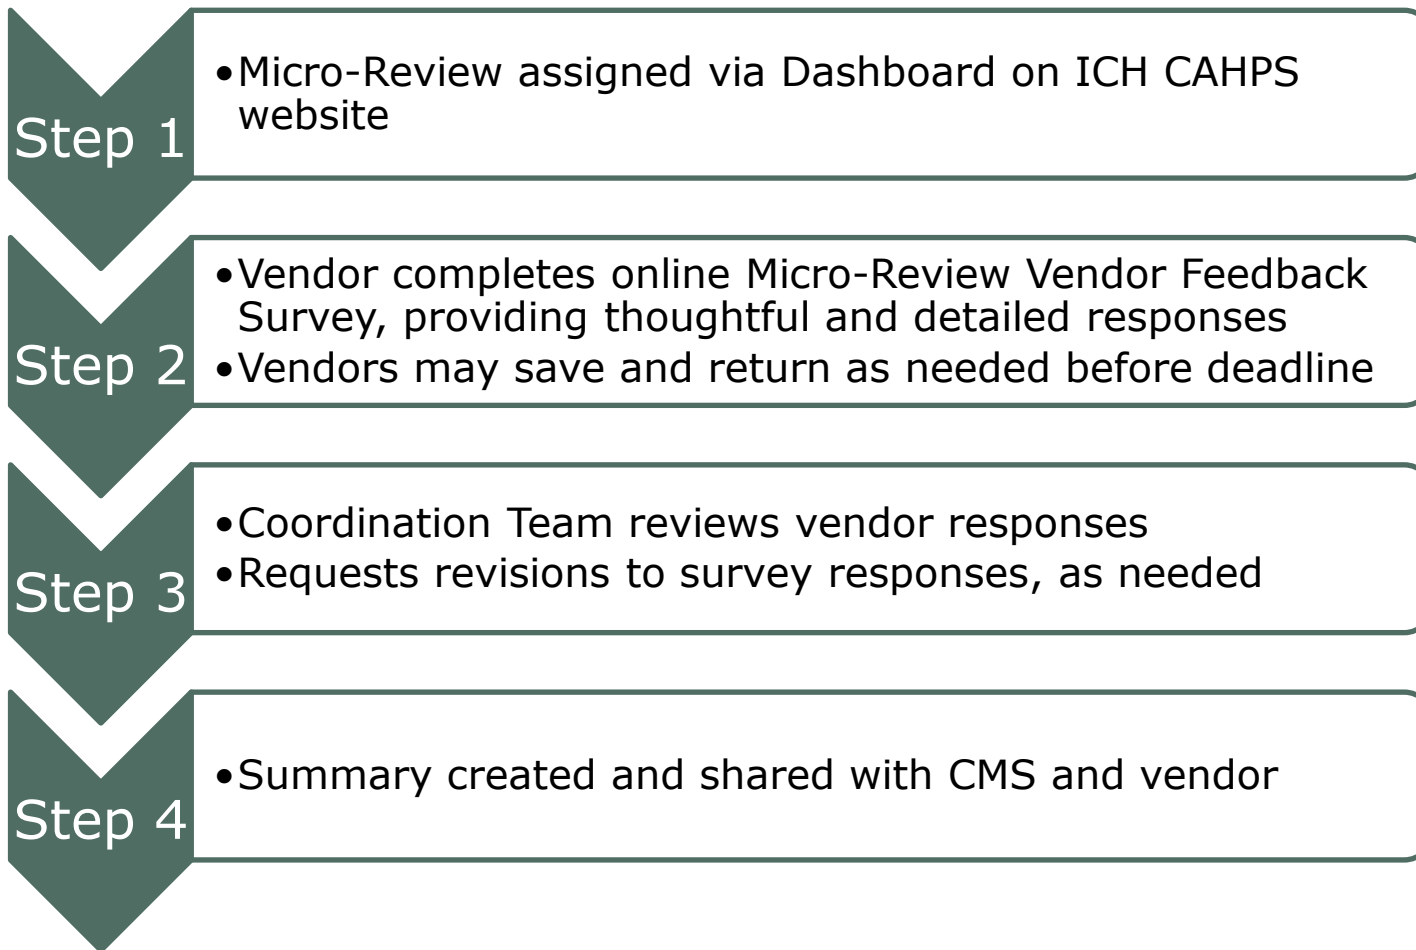 Step 1
•Micro-Review assigned via Dashboard on ICH CAHPS
website
Step 2
•Vendor completes online Micro-Review Vendor Feedback
Survey, providing thoughtful and detailed responses
•Vendors may save and return as needed before deadline
Step 3
•Coordination Team reviews vendor responses
•Requests revisions to survey responses, as needed
Step 4
•Summary created and shared with CMS and vendor